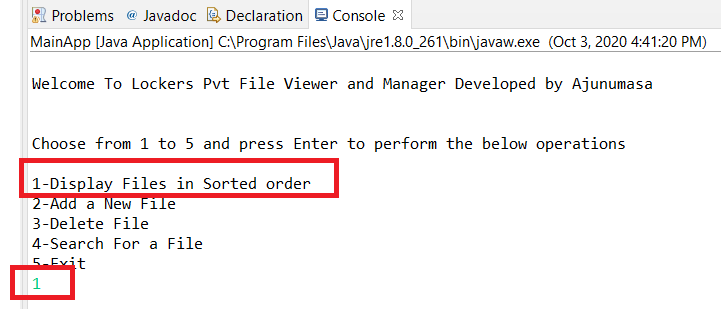 Problems @ Javadoc Declaration Console
MainApp [Java Application] C:\Program Files\Java\jre1.8.0_261\bin\javaw.exe (Oct 3, 2020 4:41:20 PM)
Welcome To Lockers Pvt File Viewer and Manager Developed by Ajunumasa
Choose from 1 to 5 and press Enter to perform the below operations
1-Display Files in Sorted order
2-Add a New File
3-Delete File
4-Search For a File
5-Exit
1